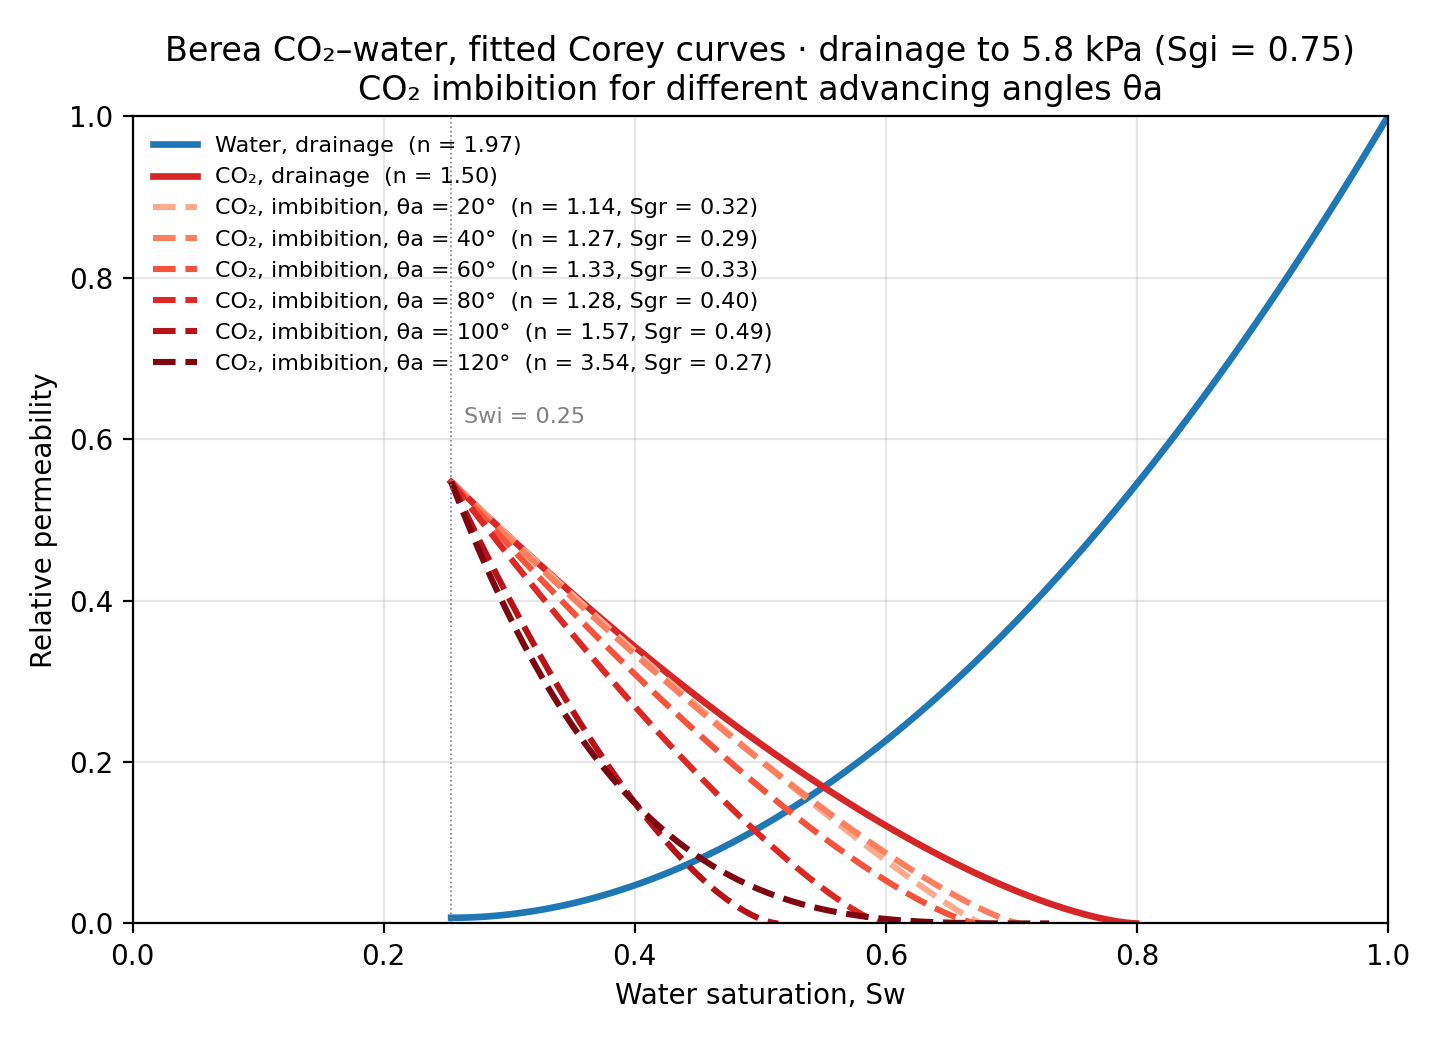 Berea CO₂–water, fitted Corey curves · drainage to 5.8 kPa (Sgi = 0.75)
CO₂ imbibition for different advancing angles θa
Water, drainage  (n = 1.97)
CO₂, drainage  (n = 1.50)
CO₂, imbibition, θa = 20°  (n = 1.14, Sgr = 0.32)
CO₂, imbibition, θa = 40°  (n = 1.27, Sgr = 0.29)
CO₂, imbibition, θa = 60°  (n = 1.33, Sgr = 0.33)
CO₂, imbibition, θa = 80°  (n = 1.28, Sgr = 0.40)
CO₂, imbibition, θa = 100°  (n = 1.57, Sgr = 0.49)
CO₂, imbibition, θa = 120°  (n = 3.54, Sgr = 0.27)
Swi = 0.25
Relative permeability
1.0
0.8
0.6
0.4
0.2
0.0
0.0 0.2 0.4 0.6 0.8 1.0
Water saturation, Sw